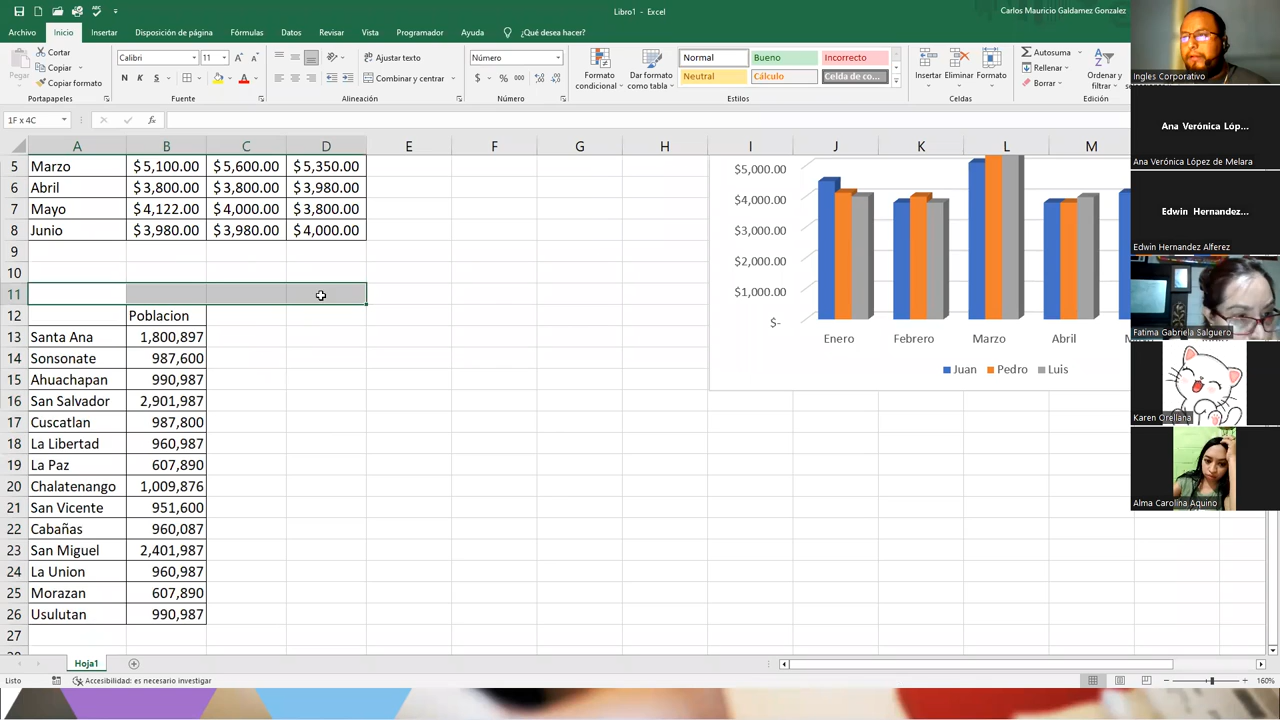 Libro1 - Excel
Carlos Mauricio Galdamez Gonzalez
Archivo Inicio Insertar Disposición de página Fórmulas Datos Revisar Vista Programador Ayuda ¿Qué desea hacer?
Pegar
Cortar
Copiar
Copiar formato
Portapapeles
Calibri 11
N K S
Fuente
Ajustar texto
Combinar y centrar
Alineación
Número
$ % 000
Número
Formato condicional
Dar formato como tabla
Normal Bueno Incorrecto
Neutral Cálculo Celda de co...
Estilos
Insertar Eliminar Formato
Celdas
Autosuma
Rellenar
Borrar
Ordenar y
Edición
1F x 4C
fx
A B C D E F G H I J K L M
5 Marzo $ 5,100.00 $ 5,600.00 $ 5,350.00
6 Abril $ 3,800.00 $ 3,800.00 $ 3,980.00
7 Mayo $ 4,122.00 $ 4,000.00 $ 3,800.00
8 Junio $ 3,980.00 $ 3,980.00 $ 4,000.00
9
10
11
12 Poblacion
13 Santa Ana 1,800,897
14 Sonsonate 987,600
15 Ahuachapan 990,987
16 San Salvador 2,901,987
17 Cuscatlan 987,800
18 La Libertad 960,987
19 La Paz 607,890
20 Chalatenango 1,009,876
21 San Vicente 951,600
22 Cabañas 960,087
23 San Miguel 2,401,987
24 La Union 960,987
25 Morazan 607,890
26 Usulutan 990,987
27
$5,000.00
$4,000.00
$3,000.00
$2,000.00
$1,000.00
$-
Enero Febrero Marzo Abril
Juan Pedro Luis
Ingles Corporativo
Ana Verónica Lóp...
Ana Verónica López de Melara
Edwin Hernandez...
Edwin Hernandez Alferez
Fatima Gabriela Salguero
Karen Orellana
Alma Carolina Aquino
Hoja1
Listo
Accesibilidad: es necesario investigar
160%